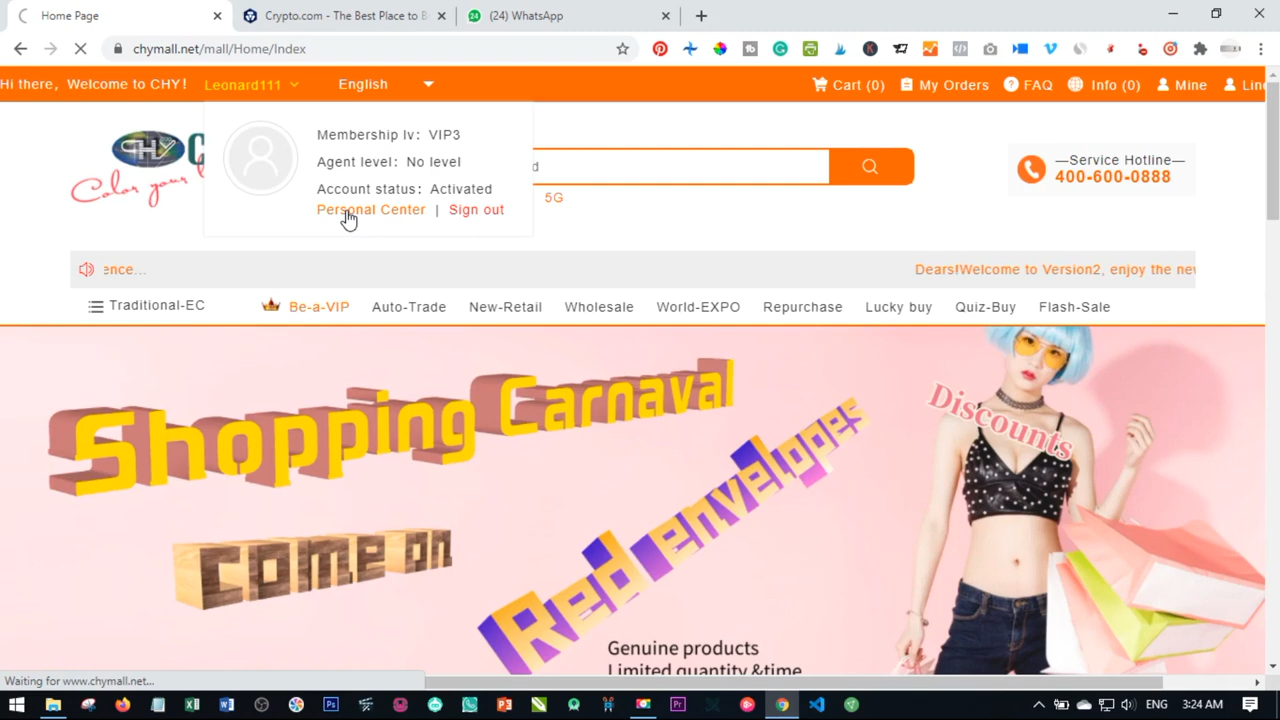 Home Page
Crypto.com - The Best Place to B
24
(24) WhatsApp
chymall.net/mall/Home/Index
Hi there, Welcome to CHY! Leonard111 English Cart (0) My Orders FAQ Info (0) Mine Lin
CHY C
Color your
Membership lv: VIP3
Agent level: No level
Account status: Activated
Personal Center | Sign out
d
5G
—Service Hotline—
400-600-0888
ence... Dears!Welcome to Version2, enjoy the ne
Traditional-EC Be-a-VIP Auto-Trade New-Retail Wholesale World-EXPO Repurchase Lucky buy Quiz-Buy Flash-Sale
Shopping Carnaval
Discounts
come on
Red envelopes
Genuine products
Limited quantity &time
Waiting for www.chymall.net...
ENG 3:24 AM